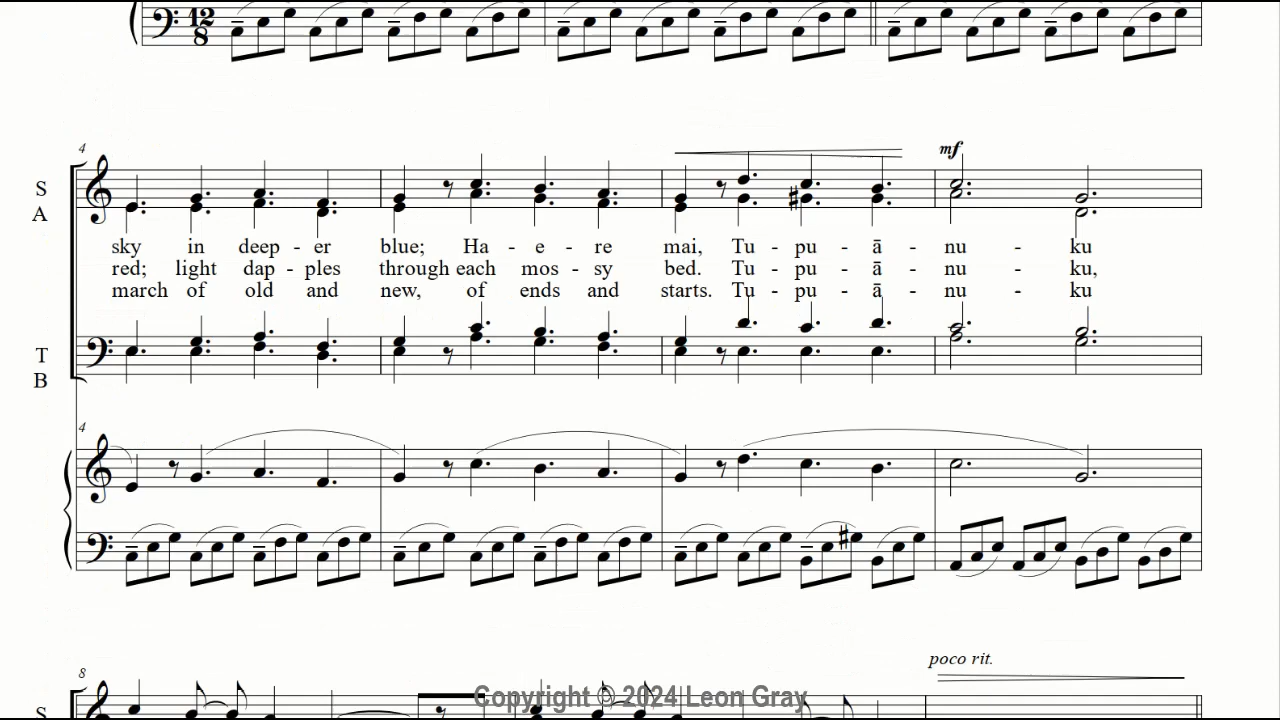 12
8
4
mf
S
A
sky in deep - er blue; Ha - e - re mai, Tu - pu - ā - nu - ku
red; light dap - ples through each mos - sy bed. Tu - pu - ā - nu - ku,
march of old and new, of ends and starts. Tu - pu - ā - nu - ku
T
B
4
8
poco rit.
S
Copyright © 2024 Leon Gray